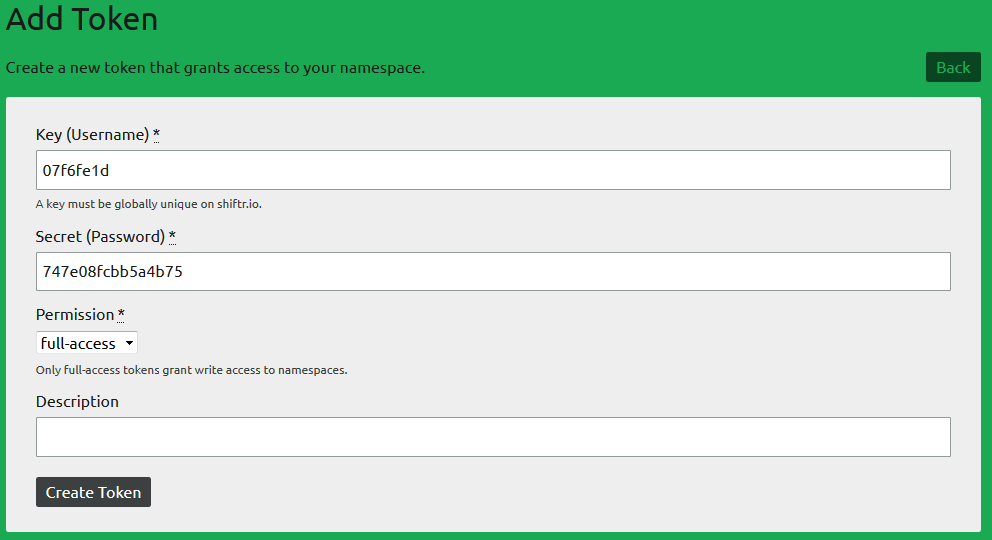 Add Token
Create a new token that grants access to your namespace.
Back
Key (Username) *
07f6fe1d
A key must be globally unique on shiftr.io.
Secret (Password) *
747e08fcbb5a4b75
Permission *
full-access
Only full-access tokens grant write access to namespaces.
Description
Create Token